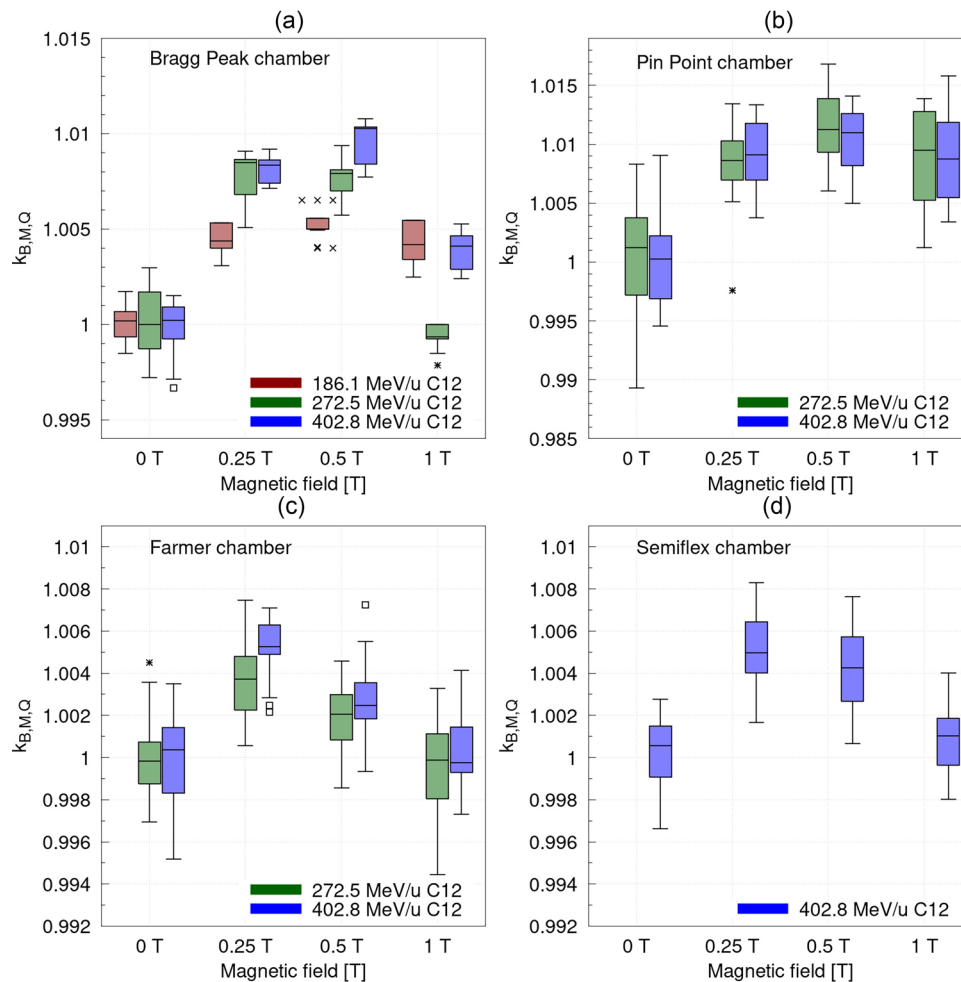 (a)
1.015
1.01
1.005
1
0.995
k_B,M,Q
Bragg Peak chamber
186.1 MeV/u C12
272.5 MeV/u C12
402.8 MeV/u C12
0 T
0.25 T
0.5 T
1 T
Magnetic field [T]
(b)
1.015
1.01
1.005
1
0.995
0.99
0.985
k_B,M,Q
Pin Point chamber
272.5 MeV/u C12
402.8 MeV/u C12
0 T
0.25 T
0.5 T
1 T
Magnetic field [T]
(c)
1.01
1.008
1.006
1.004
1.002
1
0.998
0.996
0.994
0.992
k_B,M,Q
Farmer chamber
272.5 MeV/u C12
402.8 MeV/u C12
0 T
0.25 T
0.5 T
1 T
Magnetic field [T]
(d)
1.01
1.008
1.006
1.004
1.002
1
0.998
0.996
0.994
0.992
k_B,M,Q
Semiflex chamber
402.8 MeV/u C12
0 T
0.25 T
0.5 T
1 T
Magnetic field [T]